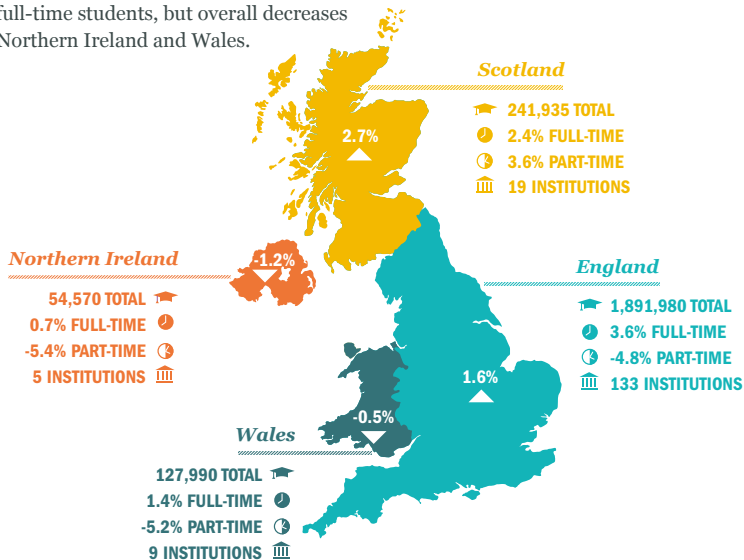 full-time students, but overall decreases
Northern Ireland and Wales.
Scotland
241,935 TOTAL
2.4% FULL-TIME
3.6% PART-TIME
19 INSTITUTIONS
2.7%
Northern Ireland
-1.2%
54,570 TOTAL
0.7% FULL-TIME
-5.4% PART-TIME
5 INSTITUTIONS
England
1,891,980 TOTAL
3.6% FULL-TIME
-4.8% PART-TIME
133 INSTITUTIONS
1.6%
-0.5%
Wales
127,990 TOTAL
1.4% FULL-TIME
-5.2% PART-TIME
9 INSTITUTIONS